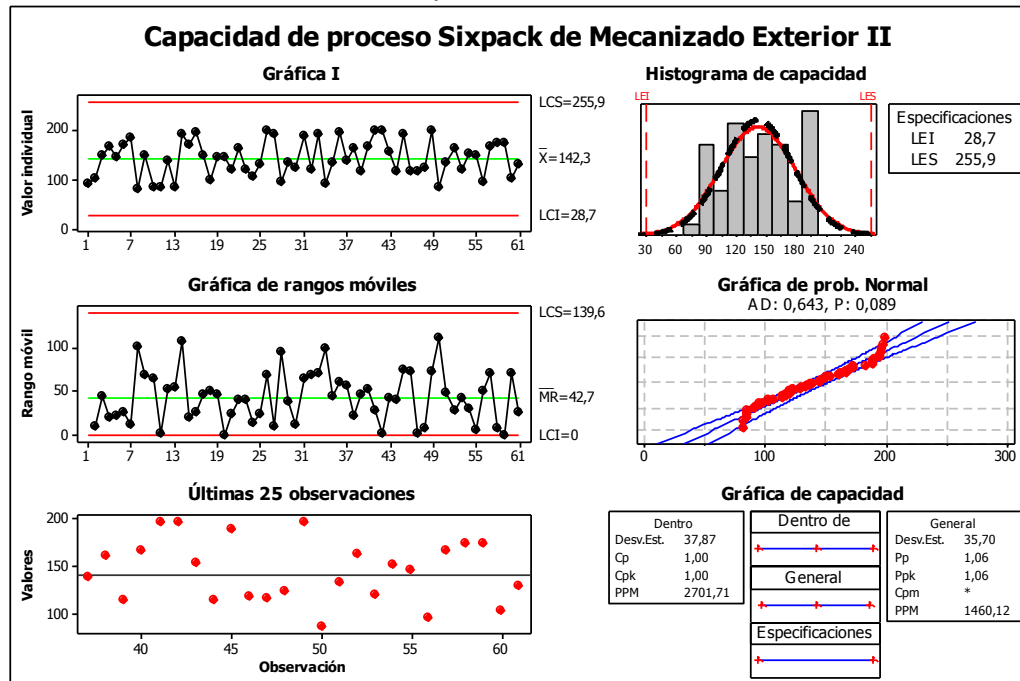 Capacidad de proceso Sixpack de Mecanizado Exterior II
Gráfica I
Valor individual
200
100
0
1 7 13 19 25 31 37 43 49 55 61
LCS=255,9
X=142,3
LCI=28,7
Histograma de capacidad
LEI LES
30 60 90 120 150 180 210 240
Especificaciones
LEI 28,7
LES 255,9
Gráfica de rangos móviles
Rango móvil
100
50
0
1 7 13 19 25 31 37 43 49 55 61
LCS=139,6
MR=42,7
LCI=0
Gráfica de prob. Normal
AD: 0,643, P: 0,089
0 100 200 300
Últimas 25 observaciones
Valores
200
150
100
40 45 50 55 60
Observación
Gráfica de capacidad
Dentro
Desv.Est. 37,87
Cp 1,00
Cpk 1,00
PPM 2701,71
Dentro de
General
Especificaciones
General
Desv.Est. 35,70
Pp 1,06
Ppk 1,06
Cpm *
PPM 1460,12